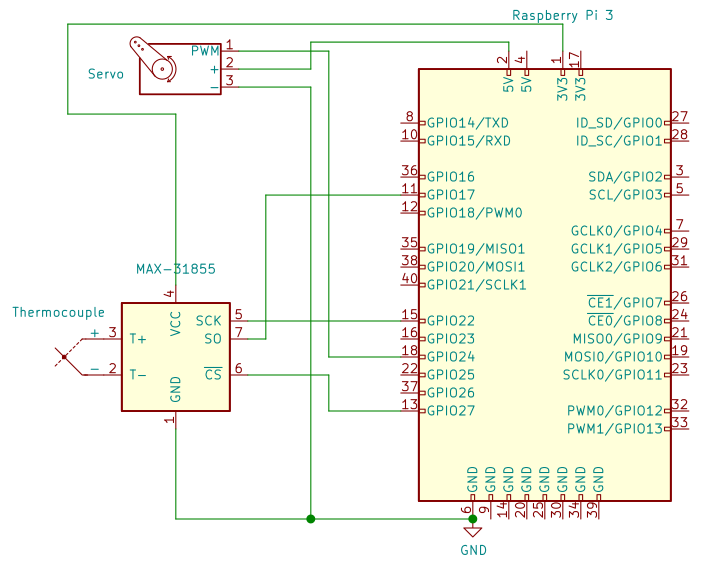 Raspberry Pi 3
Servo
PWM 1
+ 2
− 3
2 5V
4 5V
1 3V3
17 3V3
8 GPIO14/TXD
10 GPIO15/RXD
36 GPIO16
11 GPIO17
12 GPIO18/PWM0
35 GPIO19/MISO1
38 GPIO20/MOSI1
40 GPIO21/SCLK1
15 GPIO22
16 GPIO23
18 GPIO24
22 GPIO25
37 GPIO26
13 GPIO27
ID_SD/GPIO0 27
ID_SC/GPIO1 28
SDA/GPIO2 3
SCL/GPIO3 5
GCLK0/GPIO4 7
GCLK1/GPIO5 29
GCLK2/GPIO6 31
CE1/GPIO7 26
CE0/GPIO8 24
MISO0/GPIO9 21
MOSI0/GPIO10 19
SCLK0/GPIO11 23
PWM0/GPIO12 32
PWM1/GPIO13 33
GND 6
GND 9
GND 14
GND 20
GND 25
GND 30
GND 34
GND 39
GND
MAX-31855
4 VCC
SCK 5
SO 7
CS 6
3 T+
2 T−
GND 1
Thermocouple
+
−